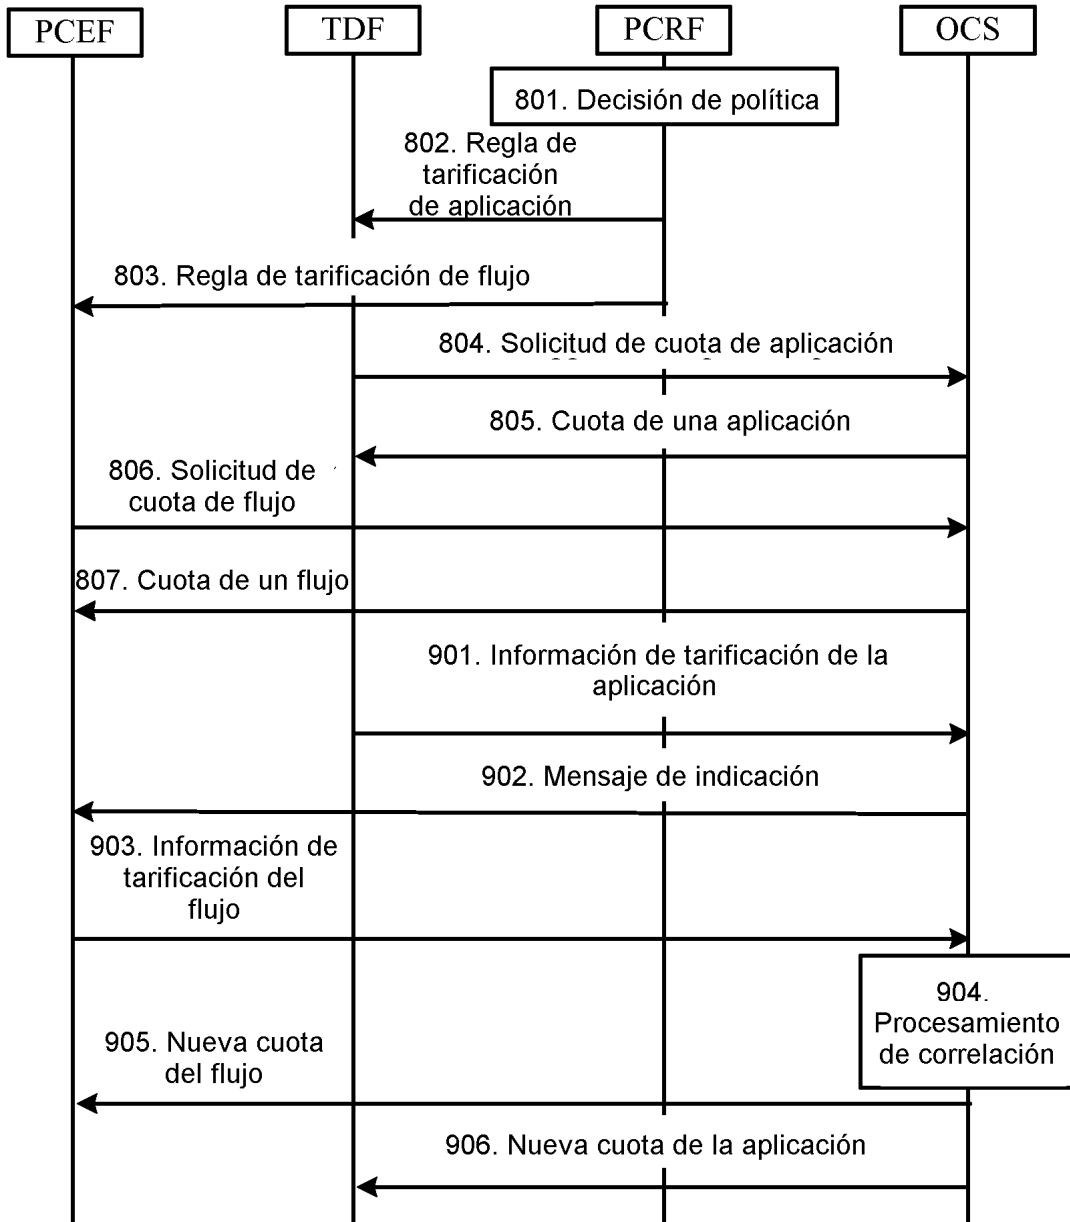 PCEF
TDF
PCRF
OCS
801. Decisión de política
802. Regla de
tarificación
de aplicación
803. Regla de tarificación de flujo
804. Solicitud de cuota de aplicación
805. Cuota de una aplicación
806. Solicitud de
cuota de flujo
807. Cuota de un flujo
901. Información de tarificación de la
aplicación
902. Mensaje de indicación
903. Información de
tarificación del
flujo
904.
Procesamiento
de correlación
905. Nueva cuota
del flujo
906. Nueva cuota de la aplicación